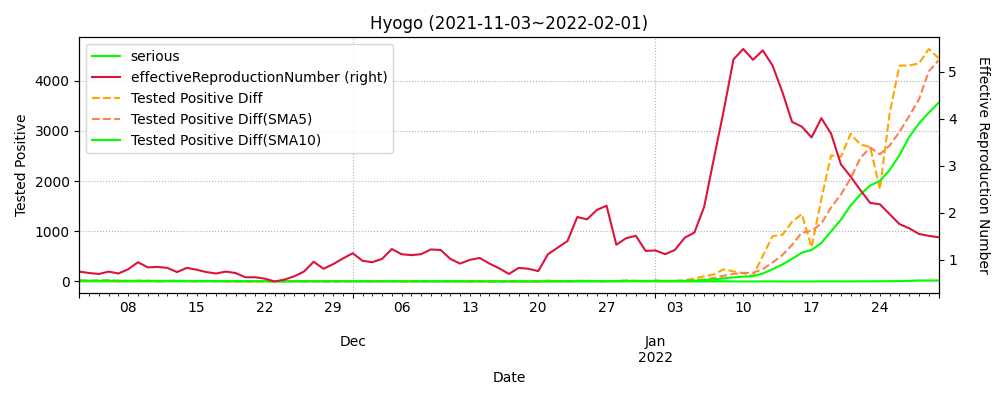 Hyogo (2021-11-03~2022-02-01)
serious
effectiveReproductionNumber (right)
Tested Positive Diff
Tested Positive Diff(SMA5)
Tested Positive Diff(SMA10)
Tested Positive
4000
3000
2000
1000
0
5
4
3
2
1
Effective Reproduction Number
08 15 22 29 06 13 20 27 03 10 17 24
Dec Jan
2022
Date